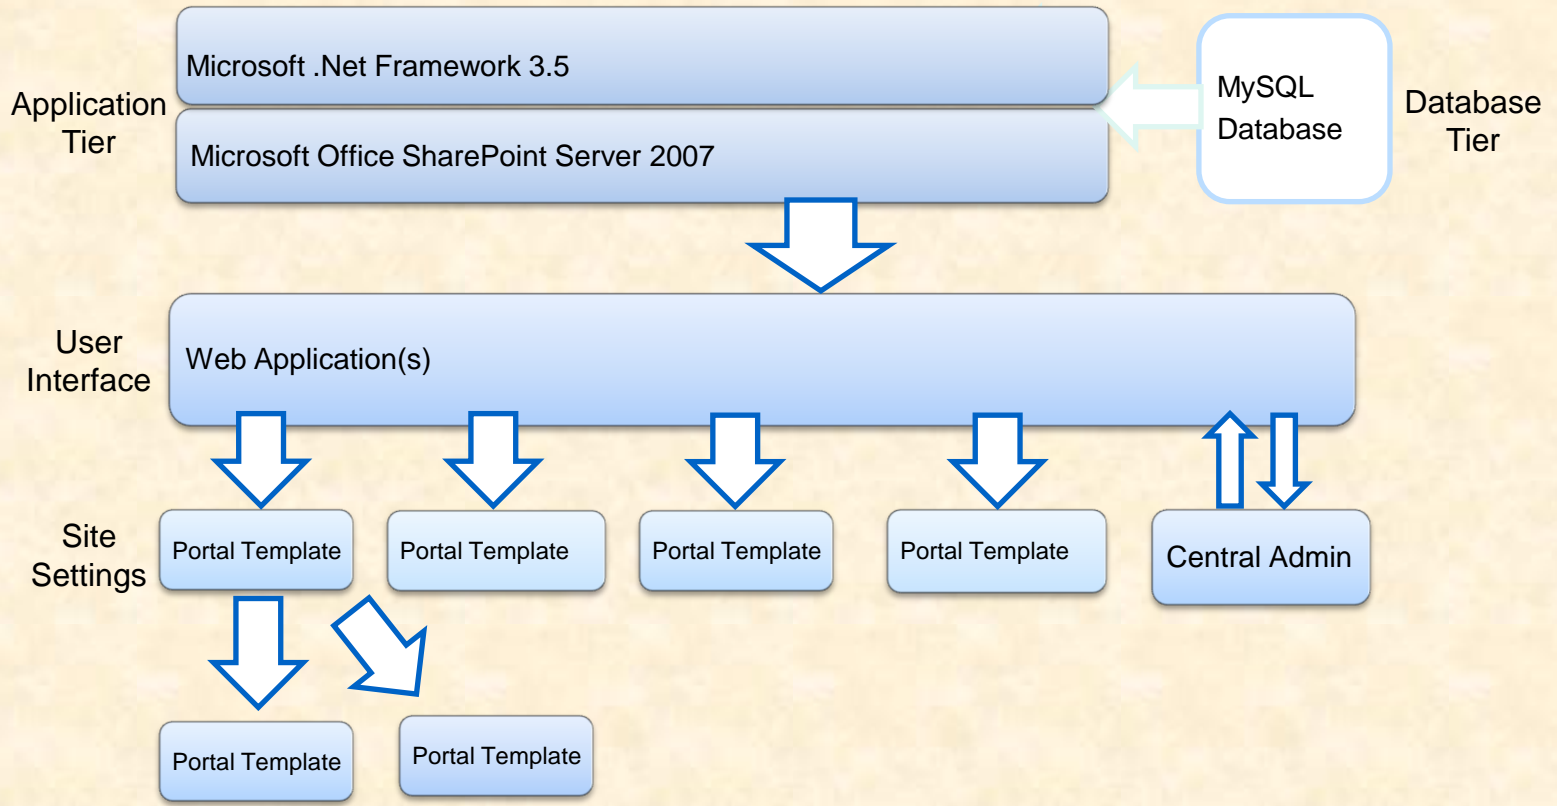 Microsoft .Net Framework 3.5
Application
Tier
Microsoft Office SharePoint Server 2007
MySQL
Database
Database
Tier
User
Interface
Web Application(s)
Site
Settings
Portal Template
Portal Template
Portal Template
Portal Template
Central Admin
Portal Template
Portal Template